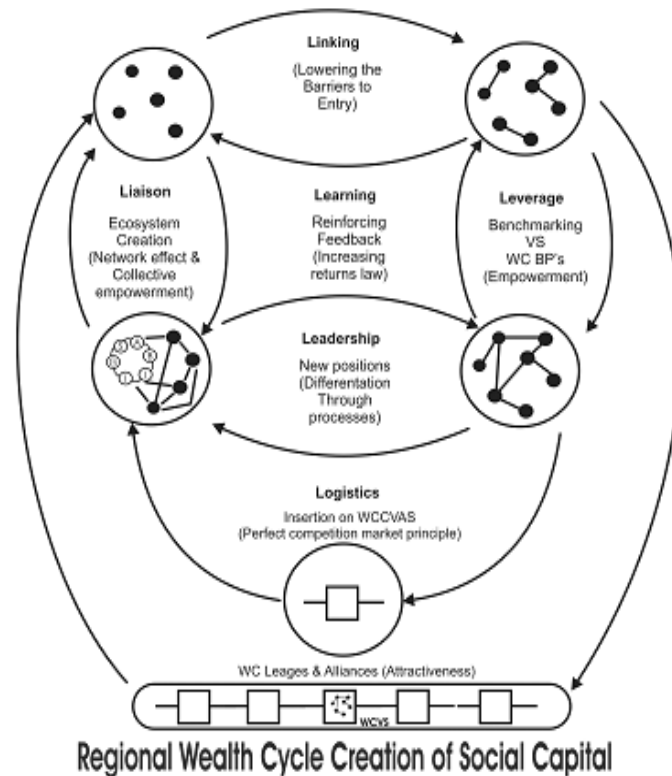 Linking
(Lowering the
Barriers to
Entry)
Liaison
Ecosystem
Creation
(Network effect &
Collective
empowerment)
Learning
Reinforcing
Feedback
(Increasing
returns law)
Leverage
Benchmarking
VS
WC BP's
(Empowerment)
Leadership
New positions
(Differentation
Through
processes)
Logistics
Insertion on WCCVAS
(Perfect competition market principle)
WC Leages & Alliances (Attractiveness)
WCVS
Regional Wealth Cycle Creation of Social Capital